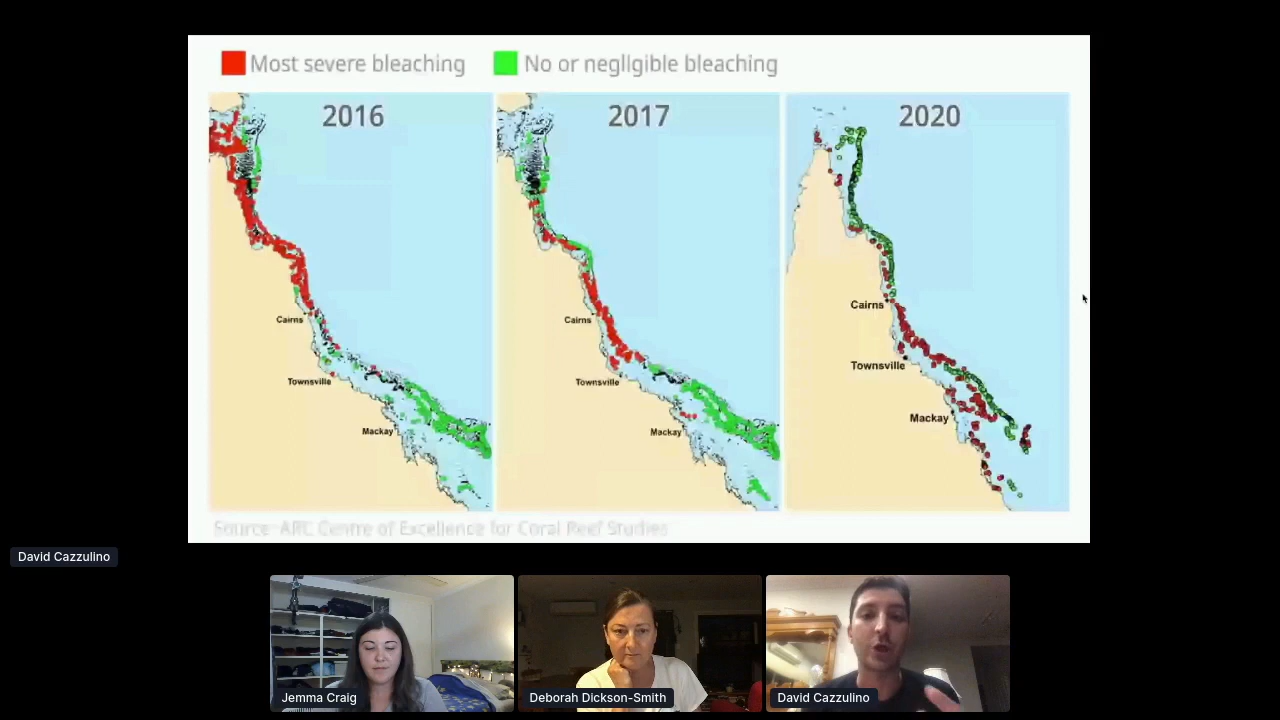 Most severe bleaching No or negligible bleaching
2016 2017 2020
Cairns
Townsville
Mackay
Cairns
Townsville
Mackay
Cairns
Townsville
Mackay
Source: ARC Centre of Excellence for Coral Reef Studies
David Cazzulino
Jemma Craig
Deborah Dickson-Smith
David Cazzulino